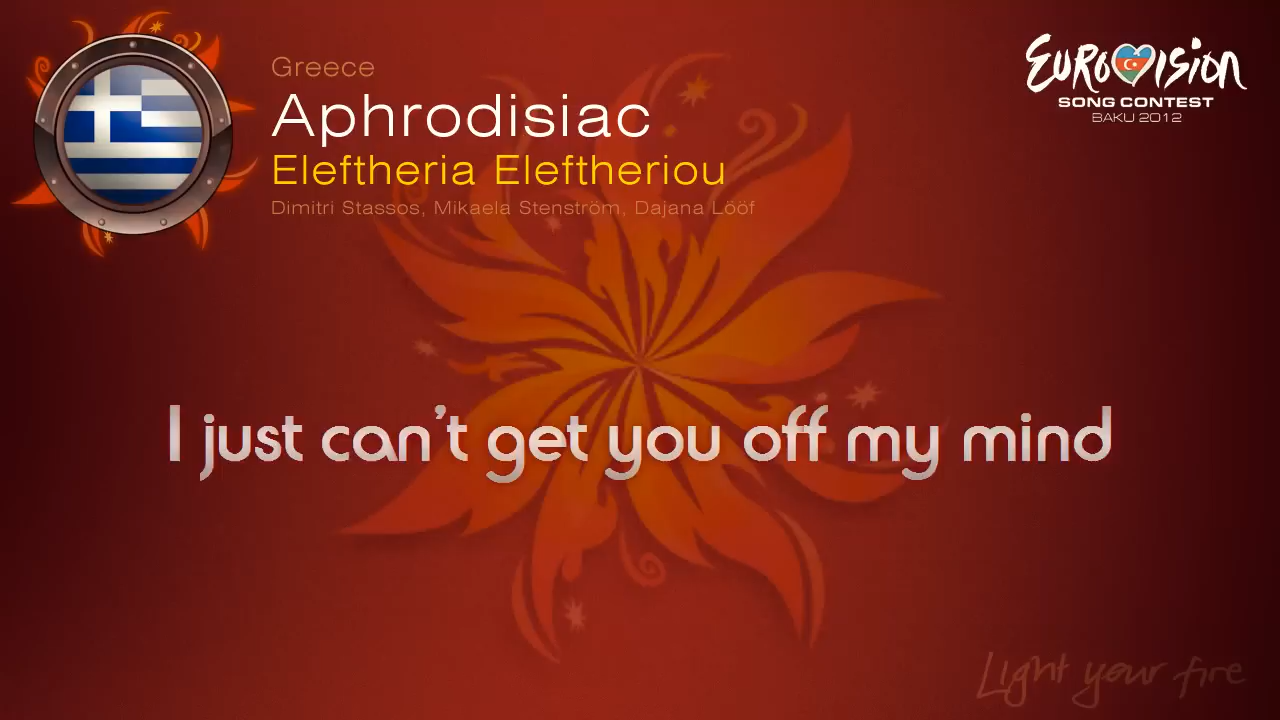 Greece
Aphrodisiac
Eleftheria Eleftheriou
Dimitri Stassos, Mikaela Stenström, Dajana Lööf
EUROVISION
SONG CONTEST
BAKU 2012
I just can't get you off my mind
Light your fire